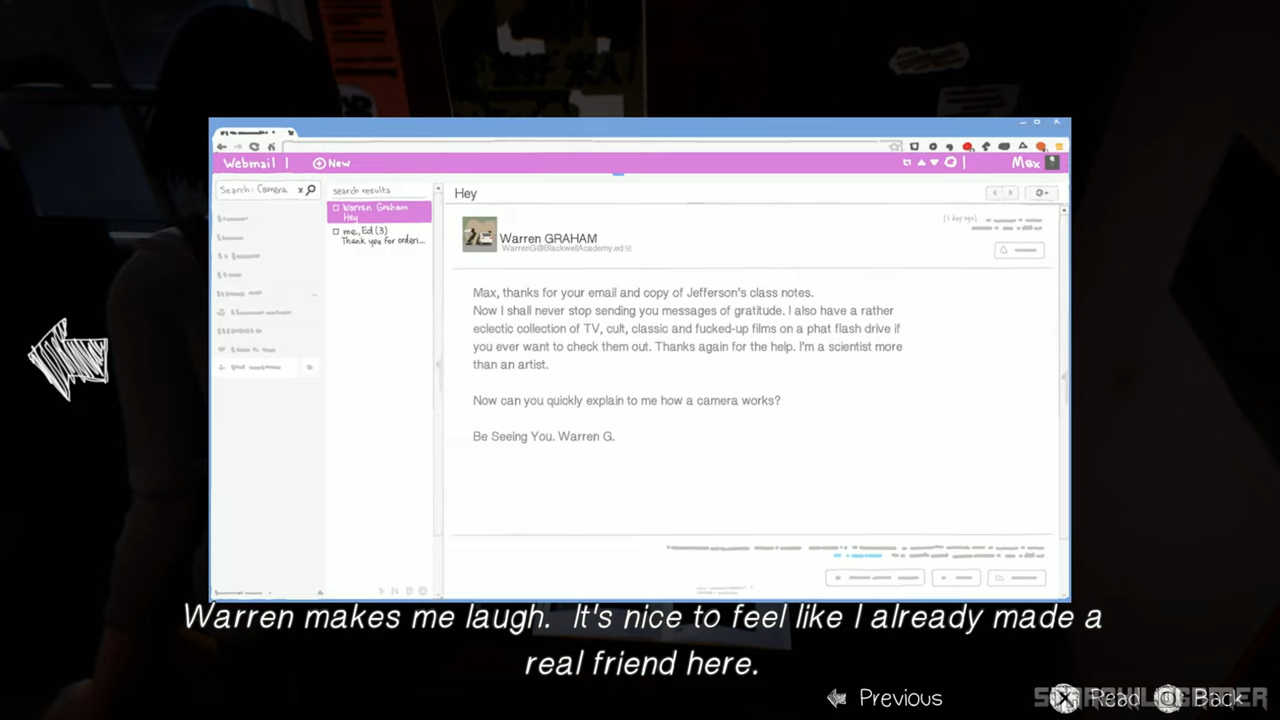 Webmail |
New
Max
Search: Camera
x
search results
Hey
Warren Graham
Hey
me, Ed (3)
Thank you for orderi...
Warren GRAHAM
WarrenG@BlackwellAcademy.ed
(1 day ago)
Max, thanks for your email and copy of Jefferson's class notes.
Now I shall never stop sending you messages of gratitude. I also have a rather
eclectic collection of TV, cult, classic and fucked-up films on a phat flash drive if
you ever want to check them out. Thanks again for the help. I'm a scientist more
than an artist.
Now can you quickly explain to me how a camera works?
Be Seeing You. Warren G.
Warren makes me laugh. It's nice to feel like I already made a
real friend here.
Previous
Read
Back